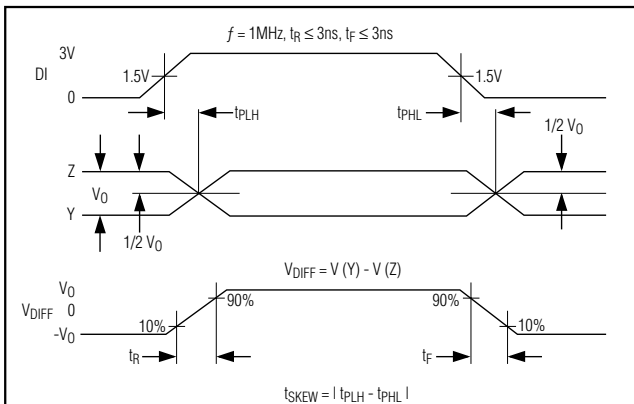 ƒ = 1MHz, tR ≤ 3ns, tF ≤ 3ns
3V
DI
1.5V
1.5V
0
tPLH
tPHL
1/2 VO
Z
VO
Y
1/2 VO
VDIFF = V (Y) - V (Z)
VO
VDIFF 0
-VO
90%
90%
10%
10%
tR
tF
tSKEW = | tPLH - tPHL |